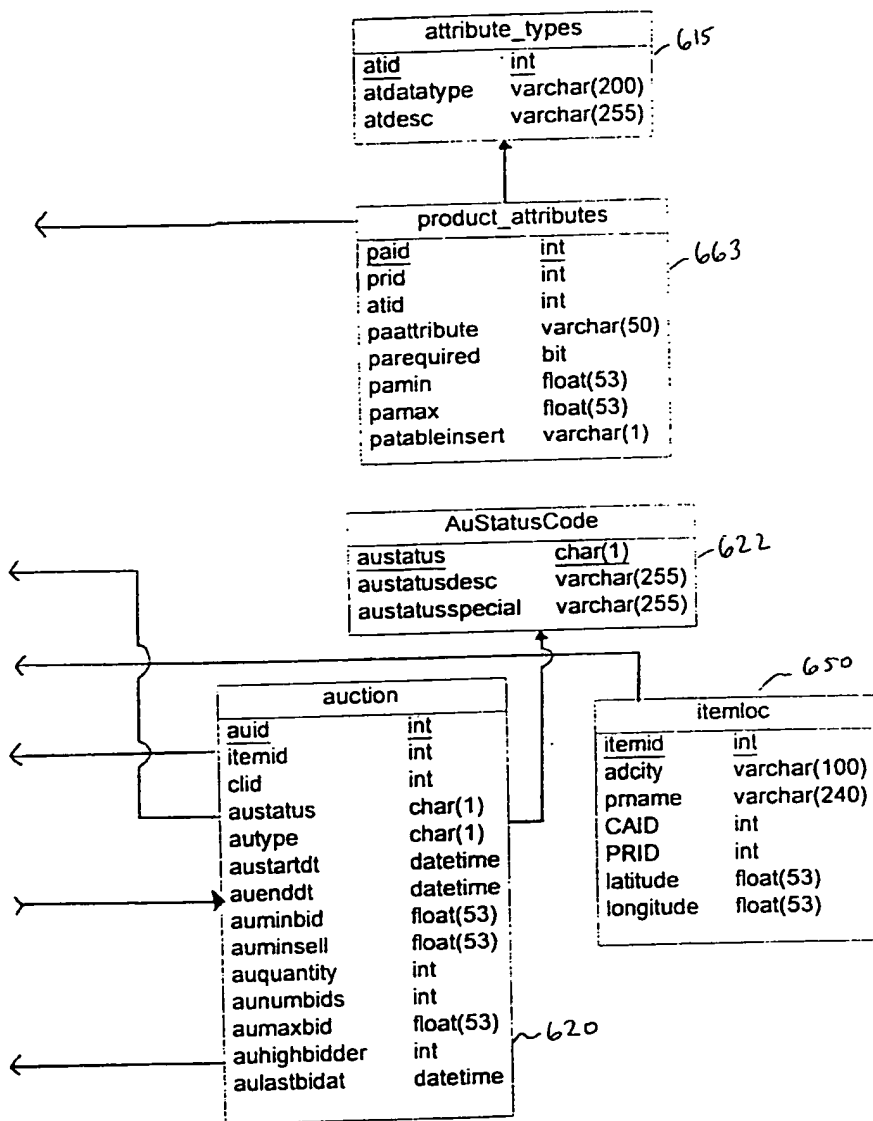 attribute_types
615
atid int
atdatatype varchar(200)
atdesc varchar(255)
product_attributes
663
paid int
prid int
atid int
paattribute varchar(50)
parequired bit
pamin float(53)
pamax float(53)
patableinsert varchar(1)
AuStatusCode
622
austatus char(1)
austatusdesc varchar(255)
austatusspecial varchar(255)
650
auction
auid int
itemid int
clid int
austatus char(1)
autype char(1)
austartdt datetime
auenddt datetime
auminbid float(53)
auminsell float(53)
auquantity int
aunumbids int
aumaxbid float(53)
auhighbidder int
aulastbidat datetime
620
itemloc
itemid int
adcity varchar(100)
prname varchar(240)
CAID int
PRID int
latitude float(53)
longitude float(53)